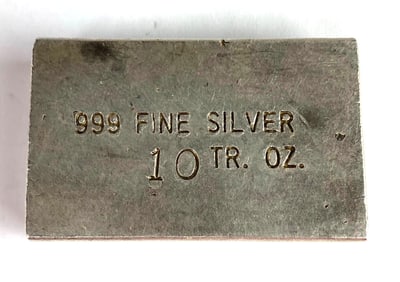 999 FINE SILVER
10 TR. OZ.